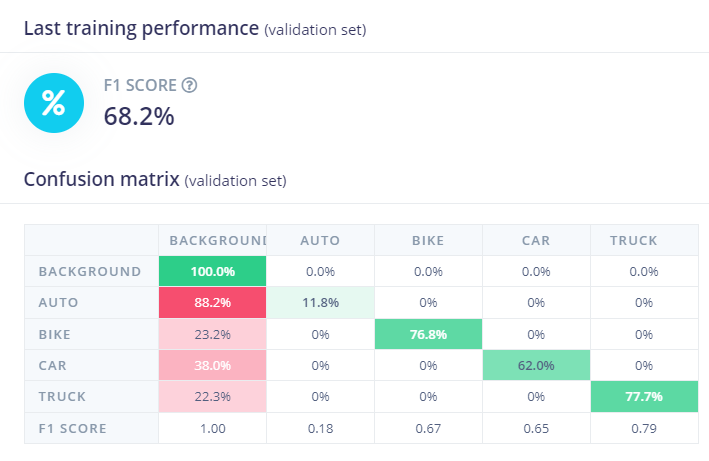 Last training performance (validation set)
%
F1 SCORE ?
68.2%
Confusion matrix (validation set)
BACKGROUND AUTO BIKE CAR TRUCK
BACKGROUND 100.0% 0.0% 0.0% 0.0% 0.0%
AUTO 88.2% 11.8% 0% 0% 0%
BIKE 23.2% 0% 76.8% 0% 0%
CAR 38.0% 0% 0% 62.0% 0%
TRUCK 22.3% 0% 0% 0% 77.7%
F1 SCORE 1.00 0.18 0.67 0.65 0.79